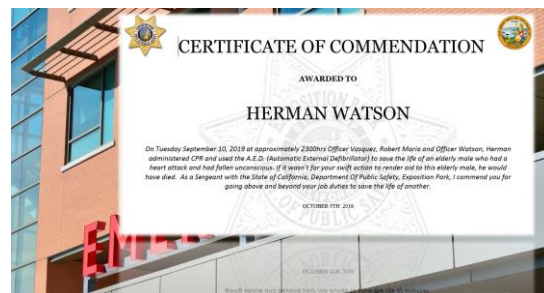 CERTIFICATE OF COMMENDATION
AWARDED TO
HERMAN WATSON
On Tuesday September 10, 2019 at approximately 2300hrs Officer Vasquez, Robert Mario and Officer Watson, Herman
administered CPR and used the A.E.D. (Automatic External Defibrillator) to save the life of an elderly male who had a
heart attack and had fallen unconscious. If it wasn't for your swift action to render aid to this elderly male, he would
have died. As a Sergeant with the State of California, Department Of Public Safety, Exposition Park, I commend you for
going above and beyond your job duties to save the life of another.
OCTOBER 5TH 2019
EME